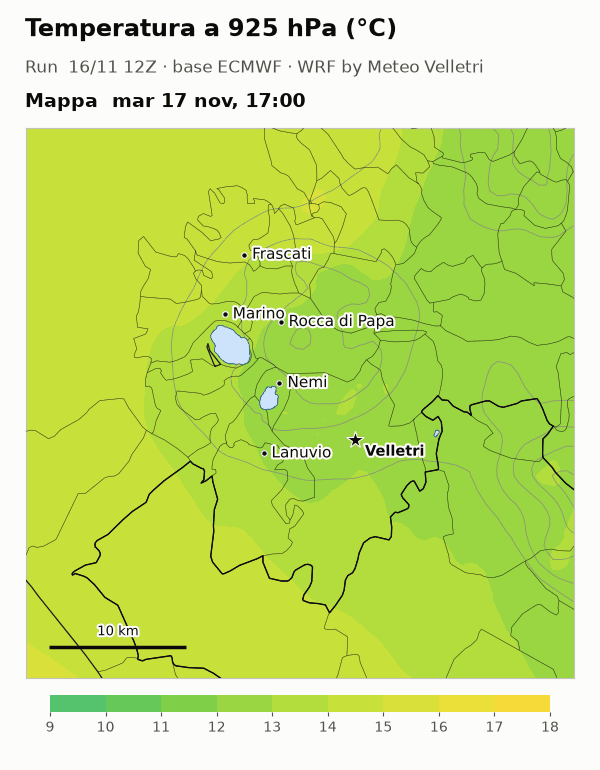 Temperatura a 925 hPa (°C)
Run  16/11 12Z · base ECMWF · WRF by Meteo Velletri
Mappa  mar 17 nov, 17:00
Frascati
Marino
Rocca di Papa
Nemi
Velletri
Lanuvio
10 km
9 10 11 12 13 14 15 16 17 18